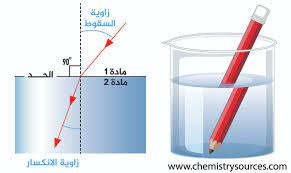 زاوية
السقوط
90°
الحد
مادة 1
مادة 2
زاوية الانكسار
www.chemistrysources.com